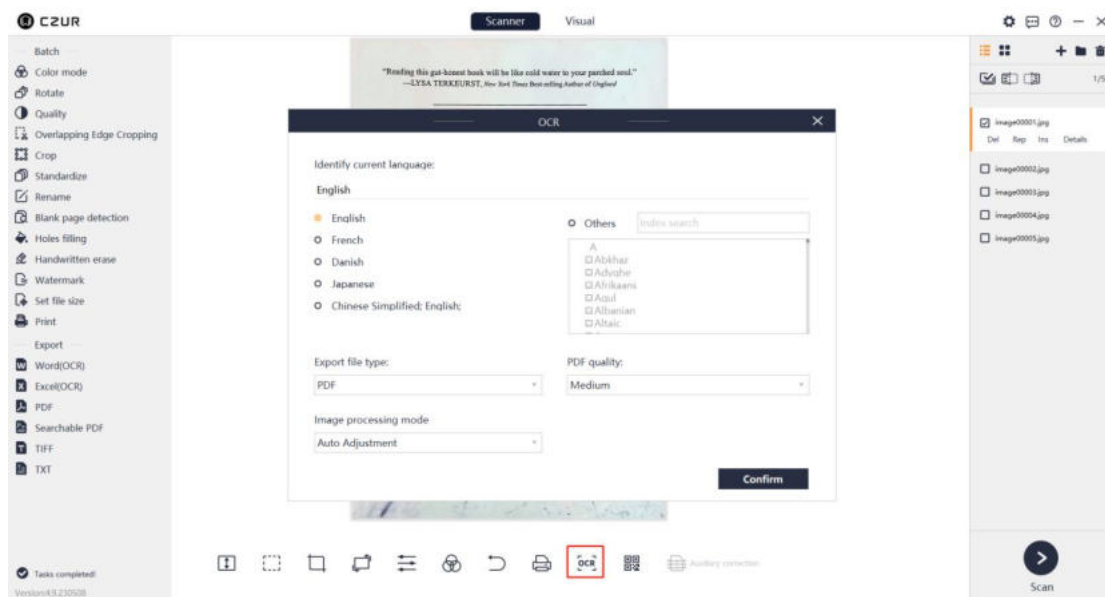 CZUR
Scanner
Visual
Batch
Color mode
Rotate
Quality
Overlapping Edge Cropping
Crop
Standardize
Rename
Blank page detection
Holes filling
Handwritten erase
Watermark
Set file size
Print
Export
Word(OCR)
Excel(OCR)
PDF
Searchable PDF
TIFF
TXT
Tasks completed!
Version:4.9.230508
"Reading this gut-honest book will be like cold water to your parched soul."
—LYSA TERKEURST, New York Times Best-selling Author of Unglued
OCR
Identify current language:
English
English
French
Danish
Japanese
Chinese Simplified; English;
Others
Index search
A
Abkhaz
Adyghe
Afrikaans
Agul
Albanian
Altaic
Export file type:
PDF
PDF quality:
Medium
Image processing mode
Auto Adjustment
Confirm
OCR
Auxiliary correction
1/5
image00001.jpg
Del Rep Ins Details
image00002.jpg
image00003.jpg
image00004.jpg
image00005.jpg
Scan